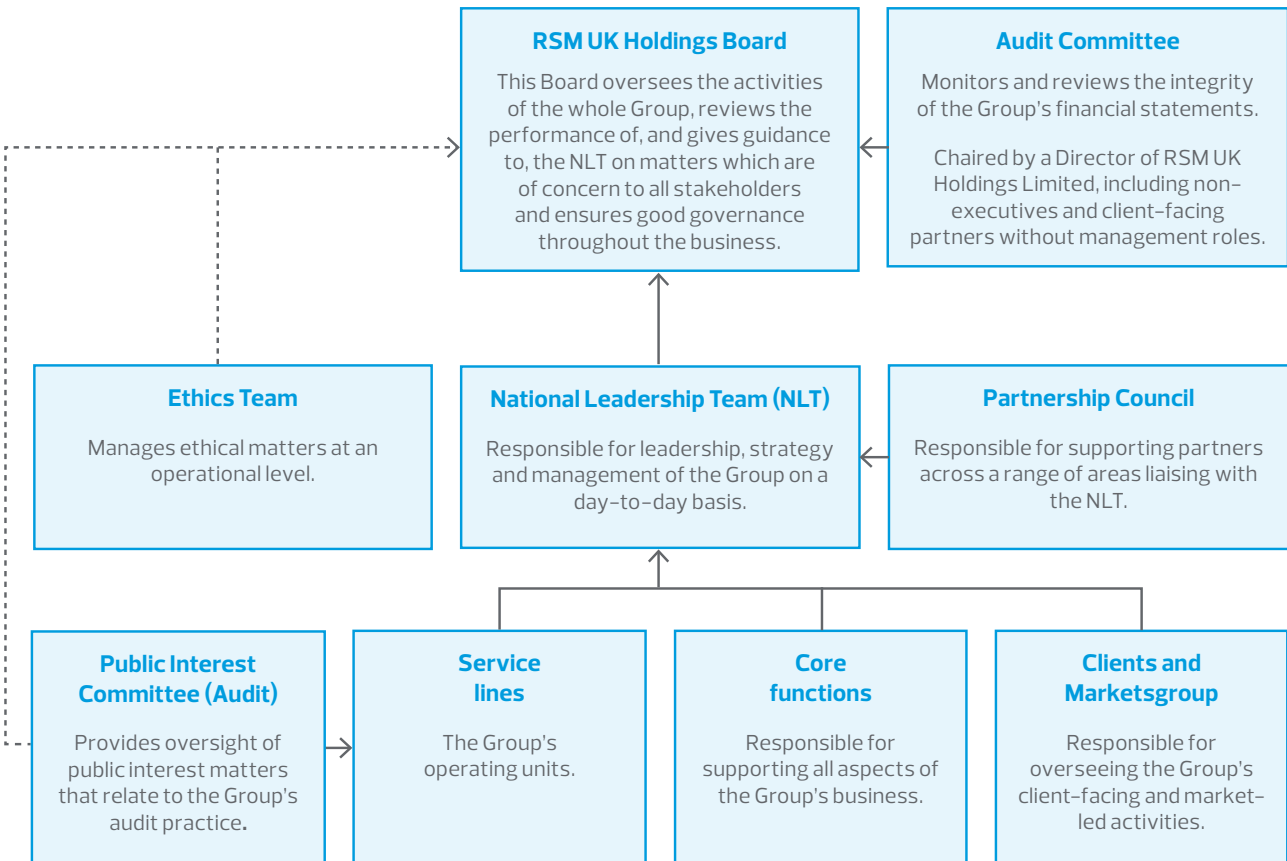 RSM UK Holdings Board
This Board oversees the activities
of the whole Group, reviews the
performance of, and gives guidance
to, the NLT on matters which are
of concern to all stakeholders
and ensures good governance
throughout the business.
Audit Committee
Monitors and reviews the integrity
of the Group's financial statements.
Chaired by a Director of RSM UK
Holdings Limited, including non-
executives and client-facing
partners without management roles.
Ethics Team
Manages ethical matters at an
operational level.
National Leadership Team (NLT)
Responsible for leadership, strategy
and management of the Group on a
day-to-day basis.
Partnership Council
Responsible for supporting partners
across a range of areas liaising with
the NLT.
Public Interest
Committee (Audit)
Provides oversight of
public interest matters
that relate to the Group's
audit practice.
Service
lines
The Group's
operating units.
Core
functions
Responsible for
supporting all aspects of
the Group's business.
Clients and
Marketsgroup
Responsible for
overseeing the Group's
client-facing and market-
led activities.